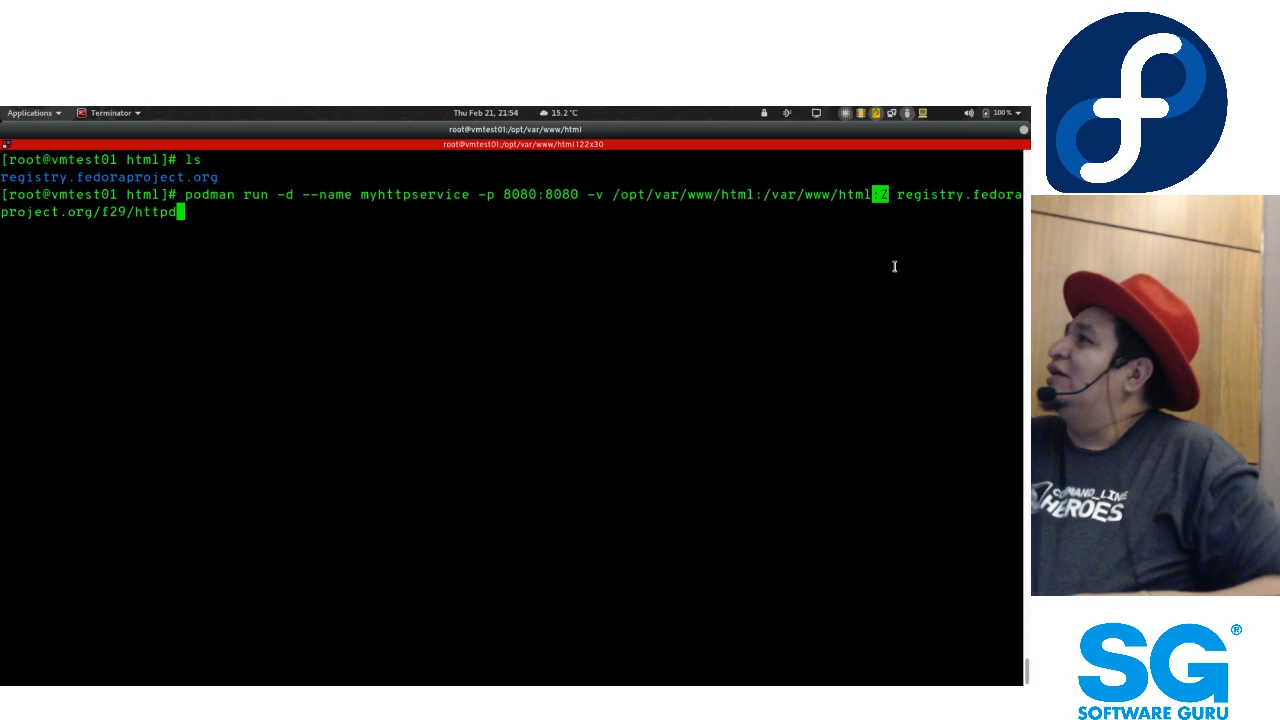 Applications
Terminator
Thu Feb 21, 21:54
15.2 °C
100%
root@vmtest01:/opt/var/www/html
root@vmtest01:/opt/var/www/html 122x30
[root@vmtest01 html]# ls
registry.fedoraproject.org
[root@vmtest01 html]# podman run -d --name myhttpservice -p 8080:8080 -v /opt/var/www/html:/var/www/html:Z registry.fedora
project.org/f29/httpd
COMMAND_LINE
HEROES
SG®
SOFTWARE GURU